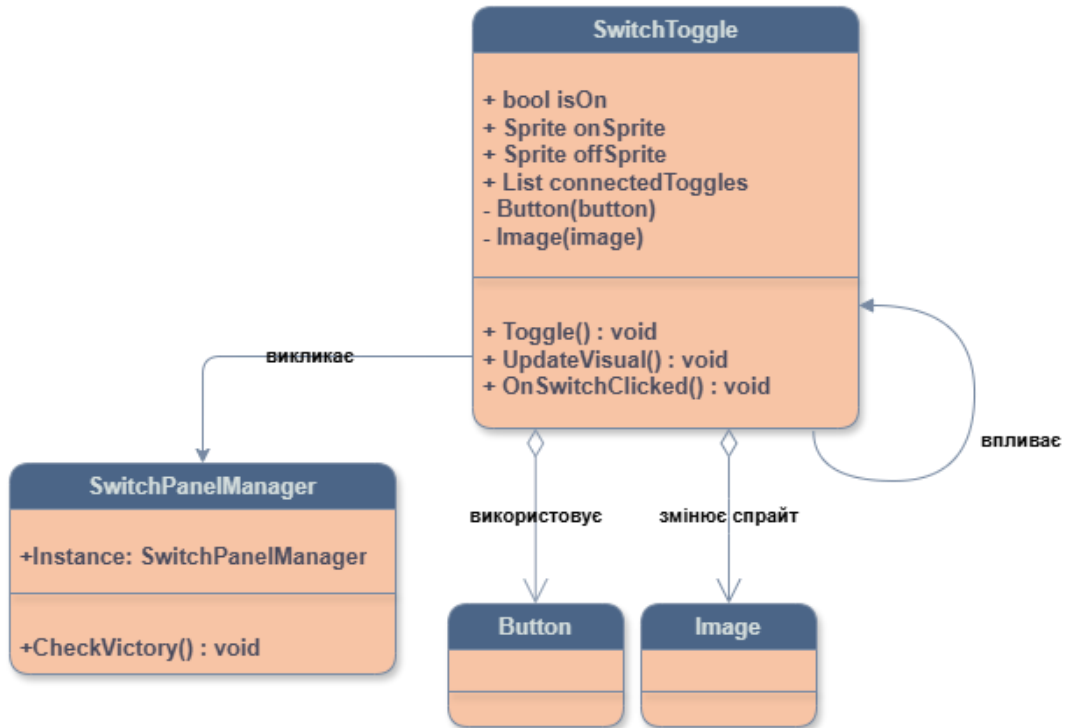 SwitchToggle
+ bool isOn
+ Sprite onSprite
+ Sprite offSprite
+ List connectedToggles
- Button(button)
- Image(image)
+ Toggle() : void
+ UpdateVisual() : void
+ OnSwitchClicked() : void
викликає
впливає
SwitchPanelManager
+Instance: SwitchPanelManager
+CheckVictory() : void
використовує
змінює спрайт
Button
Image